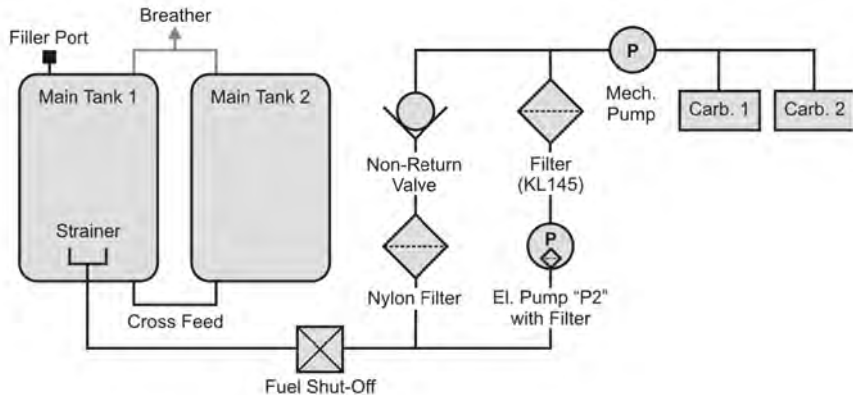 Breather
Filler Port
Main Tank 1
Main Tank 2
P
Mech.
Pump
Carb. 1
Carb. 2
Non-Return
Valve
Filter
(KL145)
Strainer
P
Nylon Filter
El. Pump “P2”
with Filter
Cross Feed
Fuel Shut-Off